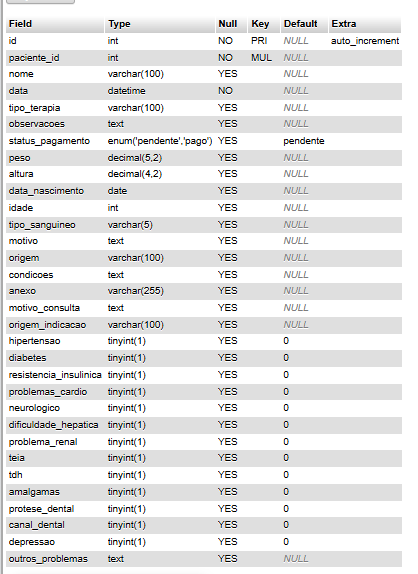 Field Type Null Key Default Extra
id int NO PRI NULL auto_increment
paciente_id int NO MUL NULL
nome varchar(100) YES NULL
data datetime NO NULL
tipo_terapia varchar(100) YES NULL
observacoes text YES NULL
status_pagamento enum('pendente','pago') YES pendente
peso decimal(5,2) YES NULL
altura decimal(4,2) YES NULL
data_nascimento date YES NULL
idade int YES NULL
tipo_sanguineo varchar(5) YES NULL
motivo text YES NULL
origem varchar(100) YES NULL
condicoes text YES NULL
anexo varchar(255) YES NULL
motivo_consulta text YES NULL
origem_indicacao varchar(100) YES NULL
hipertensao tinyint(1) YES 0
diabetes tinyint(1) YES 0
resistencia_insulinica tinyint(1) YES 0
problemas_cardio tinyint(1) YES 0
neurologico tinyint(1) YES 0
dificuldade_hepatica tinyint(1) YES 0
problema_renal tinyint(1) YES 0
teia tinyint(1) YES 0
tdh tinyint(1) YES 0
amalgamas tinyint(1) YES 0
protese_dental tinyint(1) YES 0
canal_dental tinyint(1) YES 0
depressao tinyint(1) YES 0
outros_problemas text YES NULL